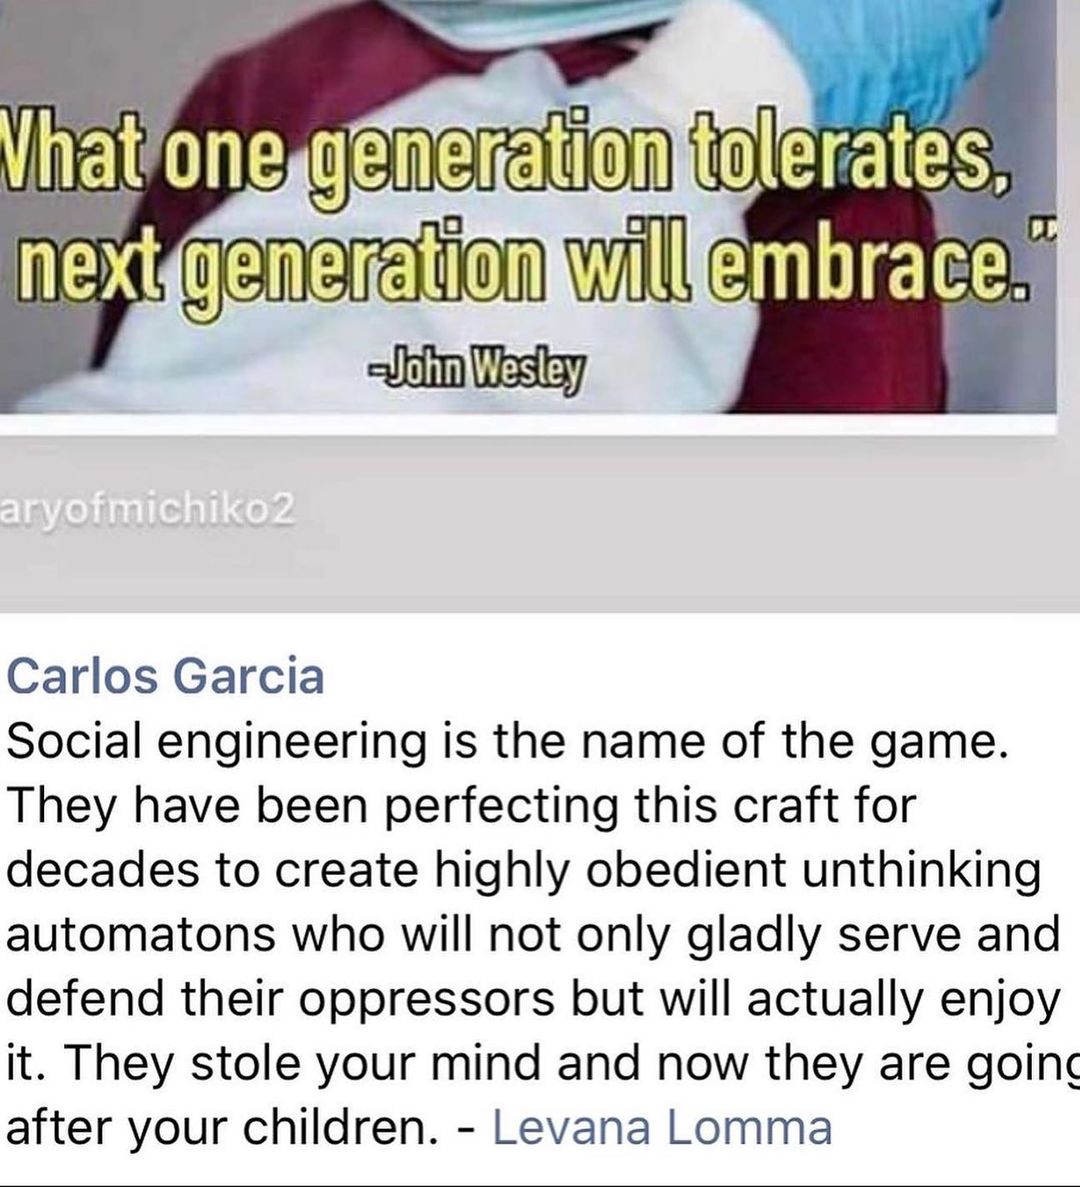 What one generation tolerates,
next generation will embrace."
-John Wesley
aryofmichiko2
Carlos Garcia
Social engineering is the name of the game.
They have been perfecting this craft for
decades to create highly obedient unthinking
automatons who will not only gladly serve and
defend their oppressors but will actually enjoy
it. They stole your mind and now they are going
after your children. - Levana Lomma